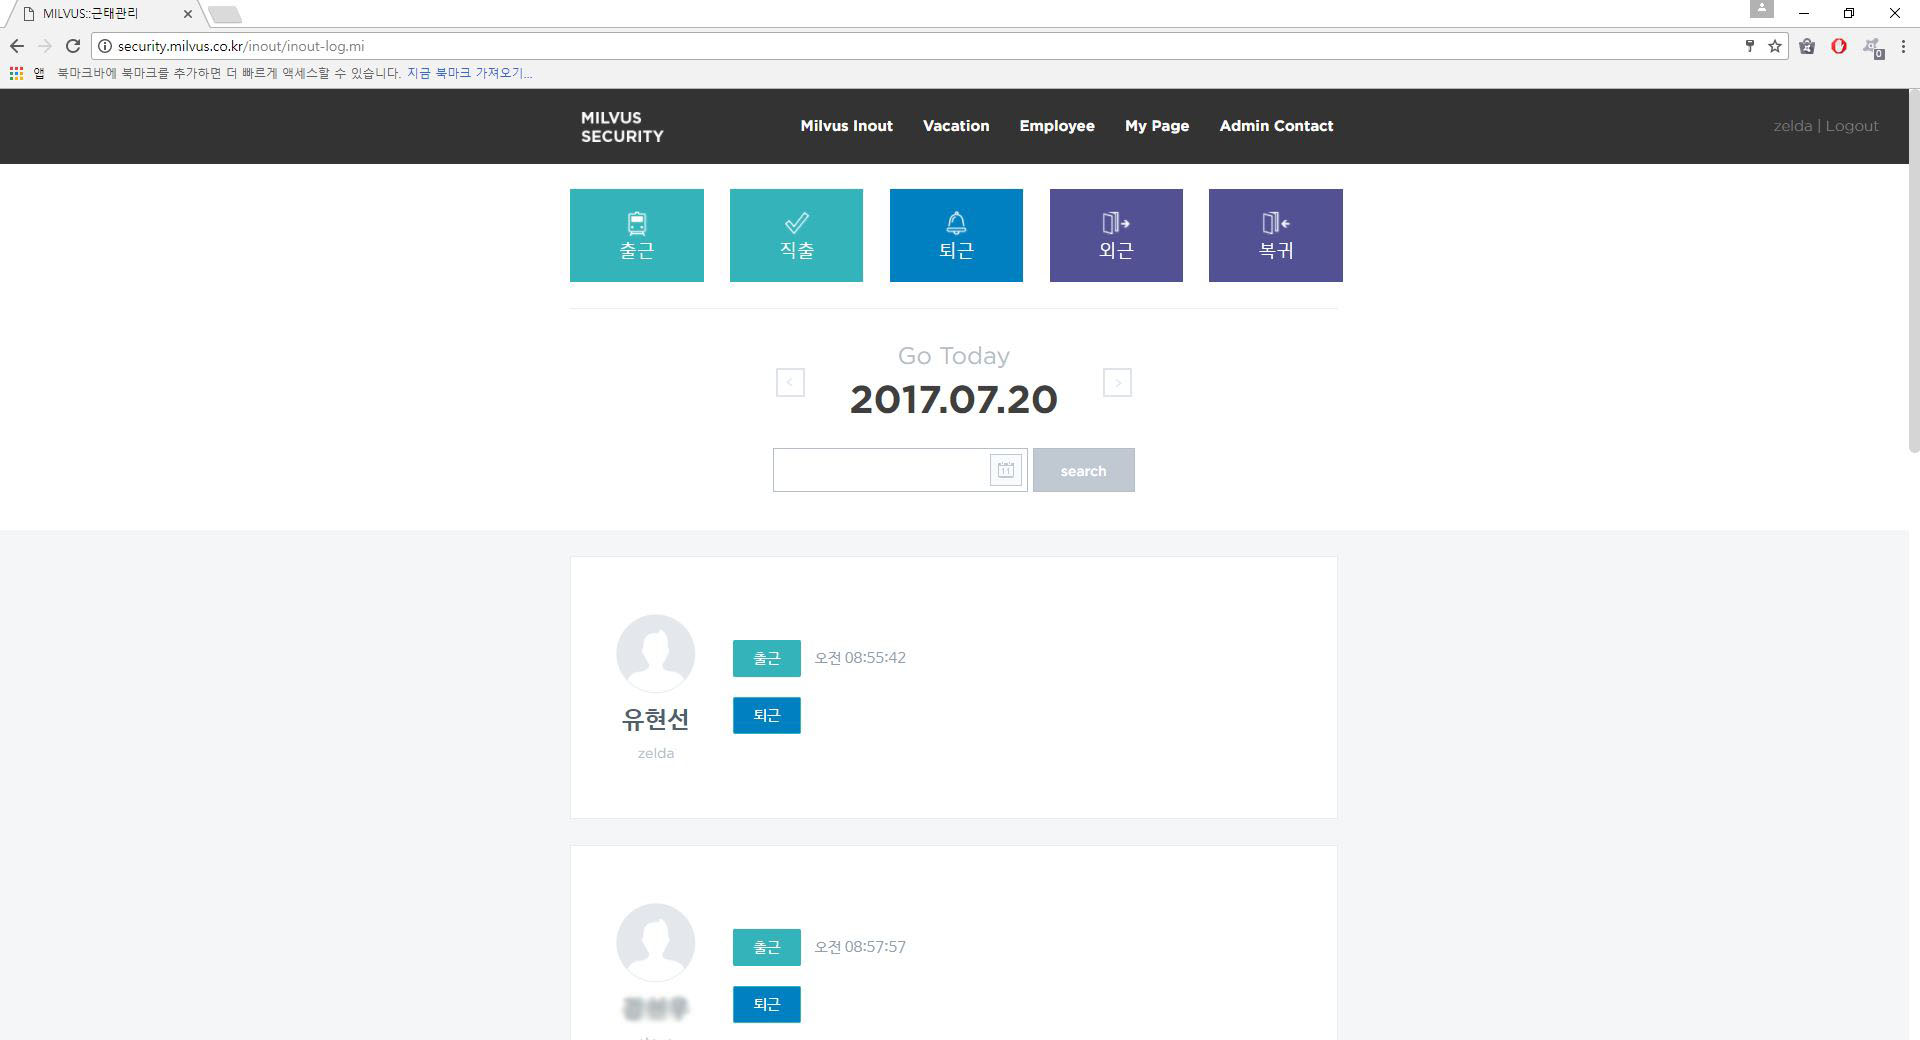 MILVUS::근태관리
security.milvus.co.kr/inout/inout-log.mi
0
앱 북마크바에 북마크를 추가하면 더 빠르게 액세스할 수 있습니다. 지금 북마크 가져오기...
MILVUS
SECURITY
Milvus Inout Vacation Employee My Page Admin Contact
zelda | Logout
출근 직출 퇴근 외근 복귀
Go Today
< 2017.07.20 >
11
search
출근 오전 08:55:42
퇴근
유현선
zelda
출근 오전 08:57:57
퇴근